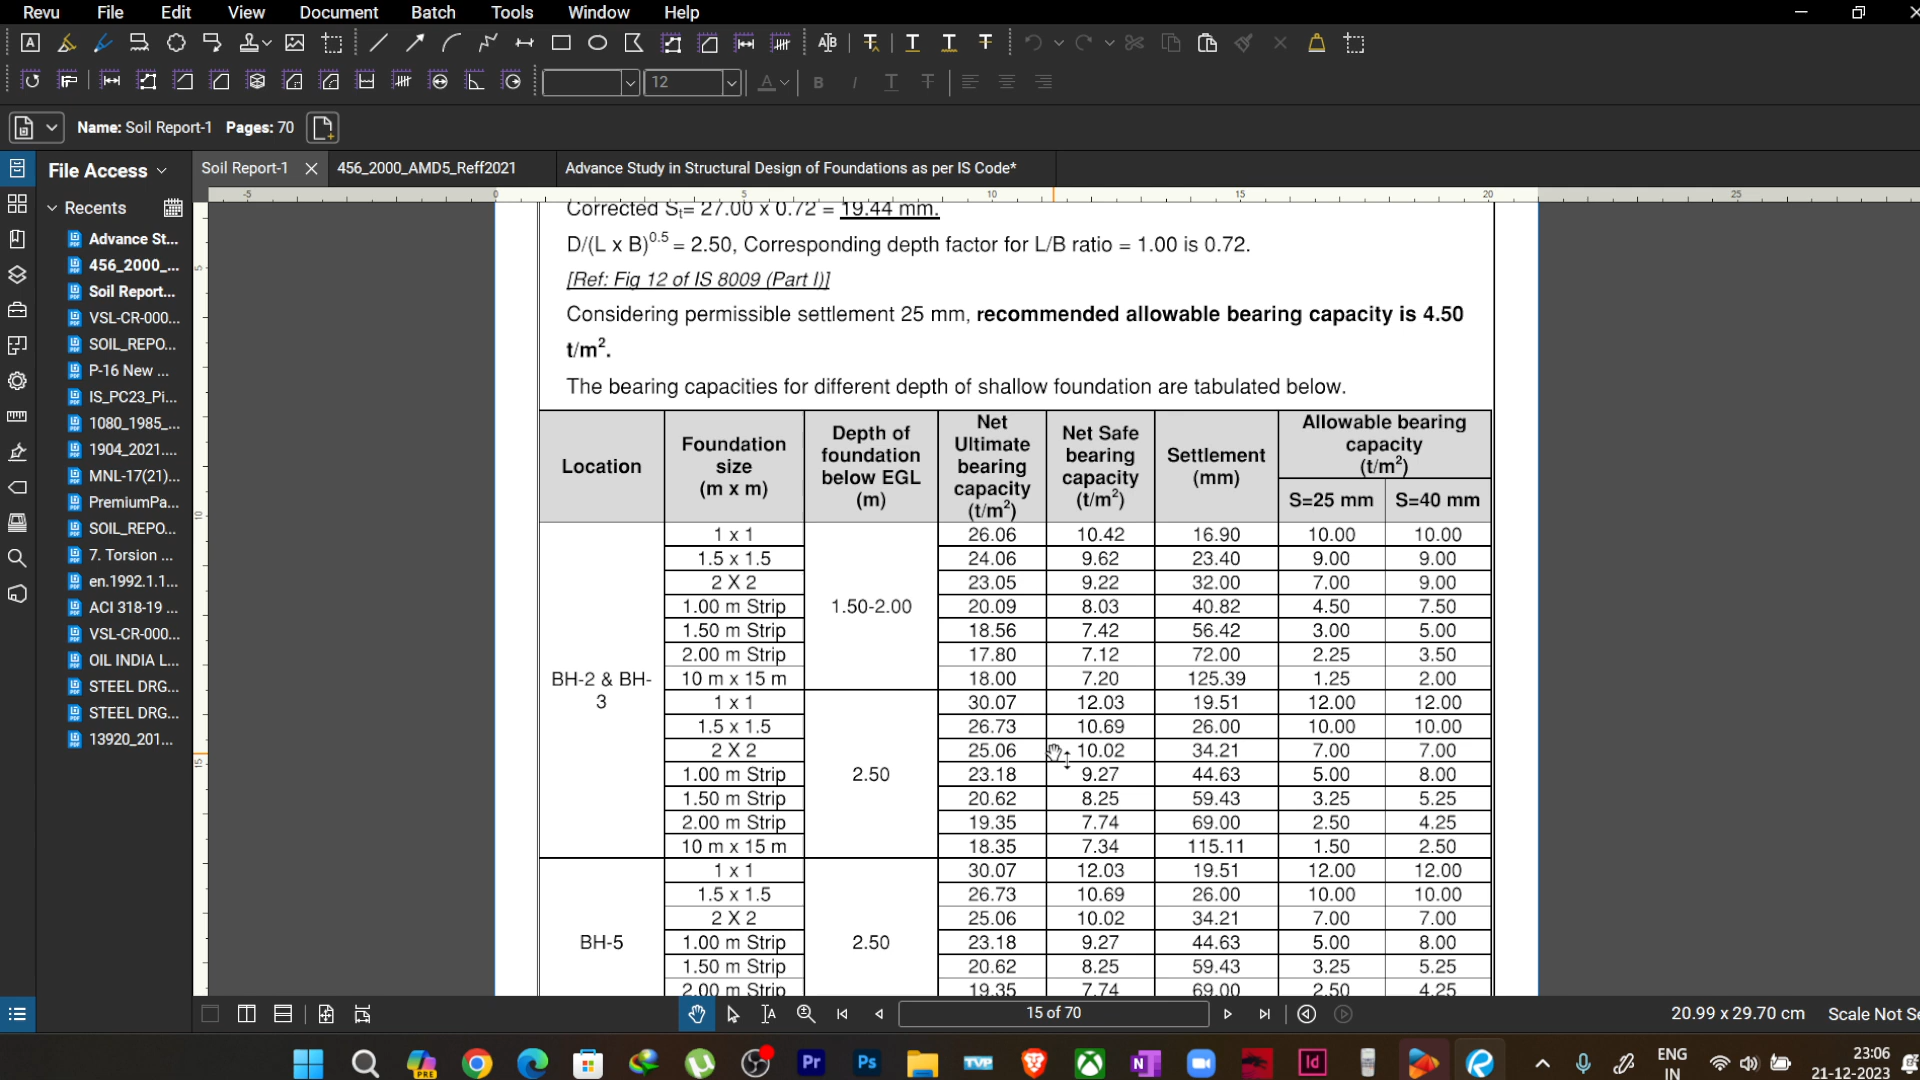 Revu File Edit View Document Batch Tools Window Help
12
Name: Soil Report-1 Pages: 70
File Access
Soil Report-1 456_2000_AMD5_Reff2021 Advance Study in Structural Design of Foundations as per IS Code*
Recents
Advance St...
456_2000_...
Soil Report...
VSL-CR-000...
SOIL_REPO...
P-16 New ...
IS_PC23_Pi...
1080_1985_...
1904_2021....
MNL-17(21)...
PremiumPa...
SOIL_REPO...
7. Torsion ...
en.1992.1.1...
ACI 318-19 ...
VSL-CR-000...
OIL INDIA L...
STEEL DRG...
STEEL DRG...
13920_201...
-5 0 5 10 15 20 25
5
10
15
Corrected St= 27.00 x 0.72 = 19.44 mm.
D/(L x B)0.5 = 2.50, Corresponding depth factor for L/B ratio = 1.00 is 0.72.
[Ref: Fig 12 of IS 8009 (Part I)]
Considering permissible settlement 25 mm, recommended allowable bearing capacity is 4.50
t/m2.
The bearing capacities for different depth of shallow foundation are tabulated below.
Location
Foundation
size
(m x m)
Depth of
foundation
below EGL
(m)
Net
Ultimate
bearing
capacity
(t/m2)
Net Safe
bearing
capacity
(t/m2)
Settlement
(mm)
Allowable bearing
capacity
(t/m2)
S=25 mm S=40 mm
1 x 1 26.06 10.42 16.90 10.00 10.00
1.5 x 1.5 24.06 9.62 23.40 9.00 9.00
2 X 2 23.05 9.22 32.00 7.00 9.00
1.00 m Strip 1.50-2.00 20.09 8.03 40.82 4.50 7.50
1.50 m Strip 18.56 7.42 56.42 3.00 5.00
2.00 m Strip 17.80 7.12 72.00 2.25 3.50
BH-2 & BH-
3
10 m x 15 m 18.00 7.20 125.39 1.25 2.00
1 x 1 30.07 12.03 19.51 12.00 12.00
1.5 x 1.5 26.73 10.69 26.00 10.00 10.00
2 X 2 25.06 10.02 34.21 7.00 7.00
1.00 m Strip 2.50 23.18 9.27 44.63 5.00 8.00
1.50 m Strip 20.62 8.25 59.43 3.25 5.25
2.00 m Strip 19.35 7.74 69.00 2.50 4.25
10 m x 15 m 18.35 7.34 115.11 1.50 2.50
1 x 1 30.07 12.03 19.51 12.00 12.00
1.5 x 1.5 26.73 10.69 26.00 10.00 10.00
2 X 2 25.06 10.02 34.21 7.00 7.00
BH-5 1.00 m Strip 2.50 23.18 9.27 44.63 5.00 8.00
1.50 m Strip 20.62 8.25 59.43 3.25 5.25
2.00 m Strip 19.35 7.74 69.00 2.50 4.25
15 of 70
20.99 x 29.70 cm Scale Not Se
PRE
Pr
Ps
TVP
N
Id
ENG
IN
23:06
21-12-2023